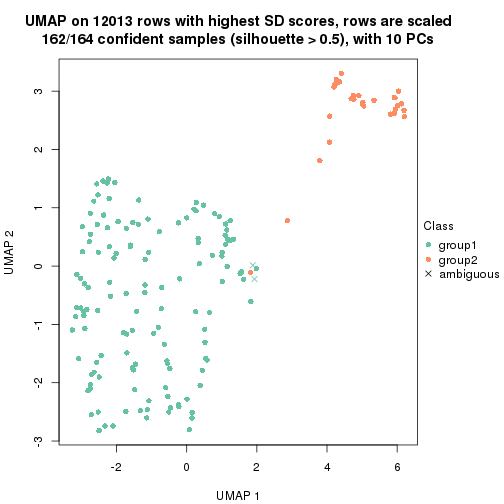 UMAP on 12013 rows with highest SD scores, rows are scaled
162/164 confident samples (silhouette > 0.5), with 10 PCs
3
2
1
0
-1
-2
-3
UMAP 2
-2
0
2
4
6
UMAP 1
Class
group1
group2
ambiguous